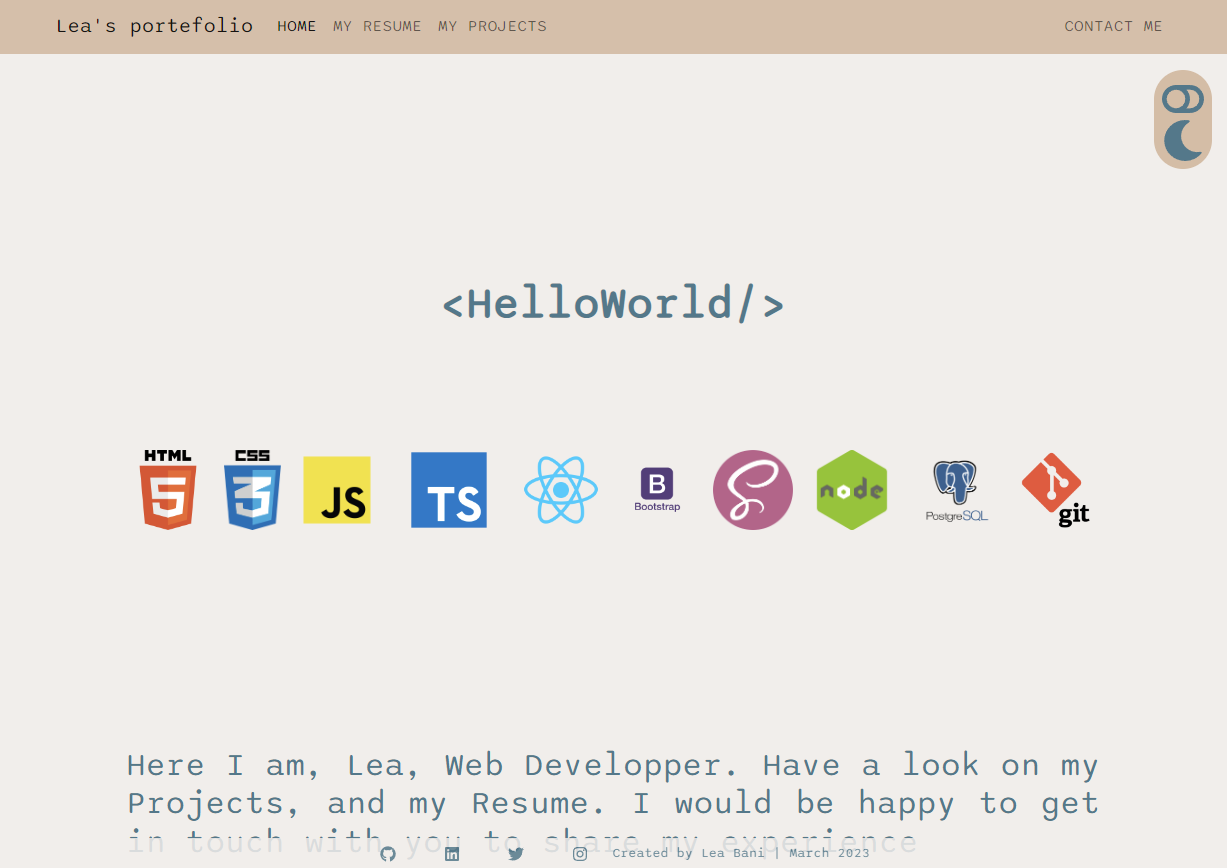 Lea's portefolio HOME MY RESUME MY PROJECTS CONTACT ME
<HelloWorld/>
HTML CSS
5 3 JS TS B node
Bootstrap PostgreSQL git
Here I am, Lea, Web Developper. Have a look on my
Projects, and my Resume. I would be happy to get
in touch with you to share my experience
Created by Lea Bani | March 2023